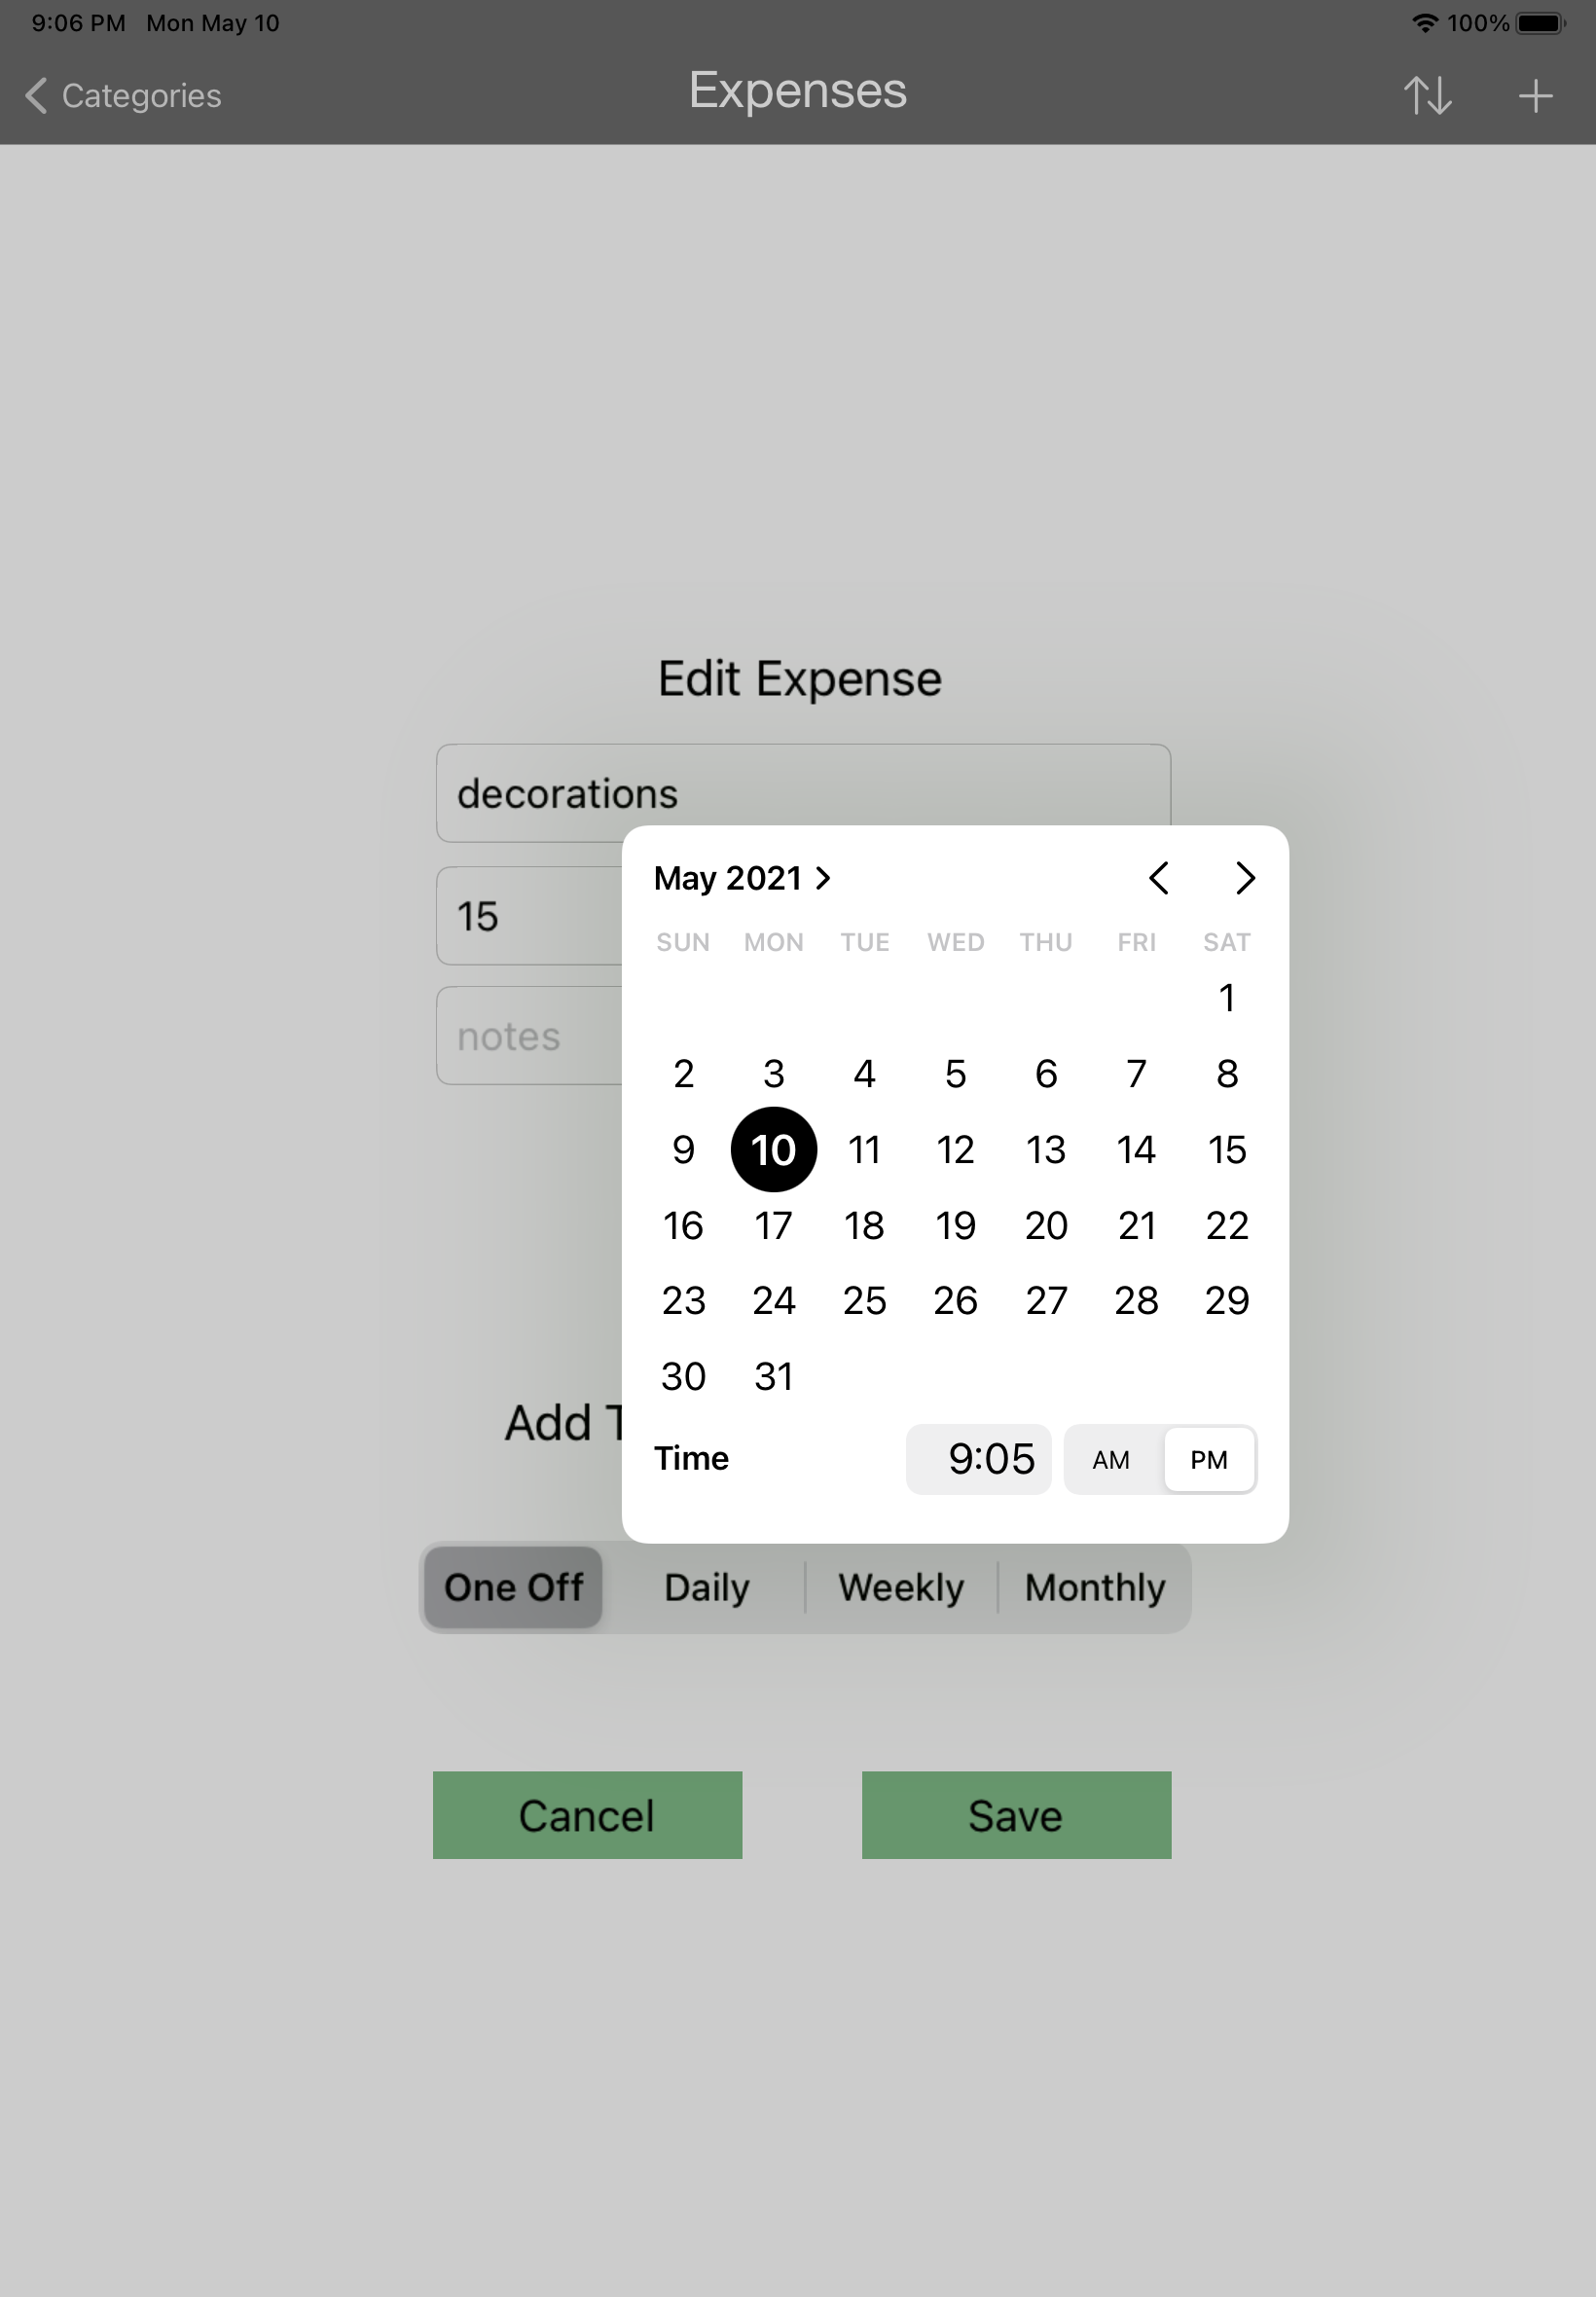 9:06 PM Mon May 10 100%
Categories Expenses
Edit Expense
decorations
15
notes
May 2021
SUN MON TUE WED THU FRI SAT
1
2 3 4 5 6 7 8
9 10 11 12 13 14 15
16 17 18 19 20 21 22
23 24 25 26 27 28 29
30 31
Add
Time 9:05 AM PM
One Off Daily Weekly Monthly
Cancel Save